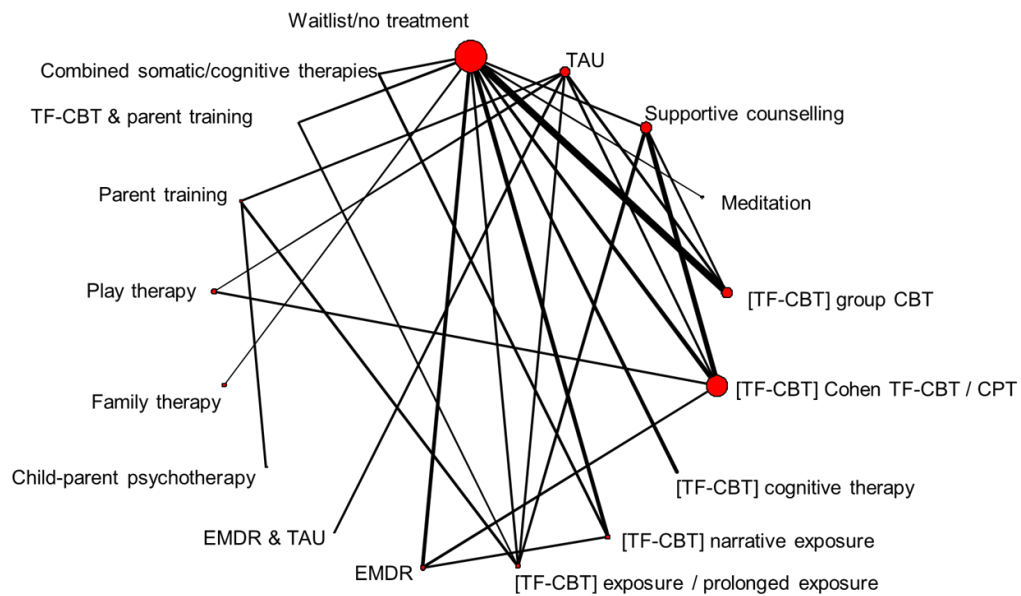 Waitlist/no treatment
TAU
Combined somatic/cognitive therapies
TF-CBT & parent training
Supportive counselling
Parent training
Meditation
Play therapy
[TF-CBT] group CBT
[TF-CBT] Cohen TF-CBT / CPT
Family therapy
Child-parent psychotherapy
[TF-CBT] cognitive therapy
EMDR & TAU
[TF-CBT] narrative exposure
EMDR
[TF-CBT] exposure / prolonged exposure